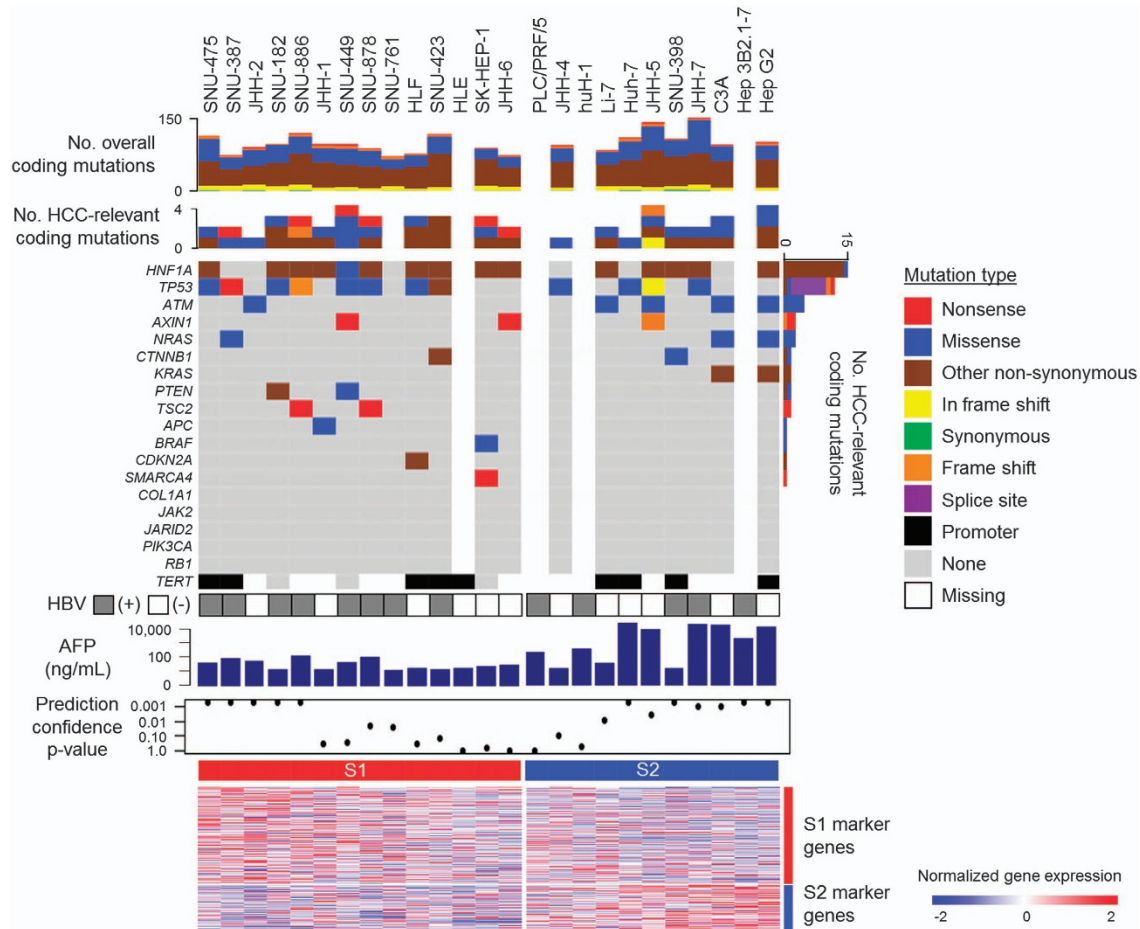 SNU-475
SNU-387
JHH-2
SNU-182
SNU-886
JHH-1
SNU-449
SNU-878
SNU-761
HLF
SNU-423
HLE
SK-HEP-1
JHH-6
PLC/PRF/5
JHH-4
huH-1
Li-7
Huh-7
JHH-5
SNU-398
JHH-7
C3A
Hep 3B2.1-7
Hep G2
No. overall
coding mutations
150
0
No. HCC-relevant
coding mutations
4
0
0
15
HNF1A
TP53
ATM
AXIN1
NRAS
CTNNB1
KRAS
PTEN
TSC2
APC
BRAF
CDKN2A
SMARCA4
COL1A1
JAK2
JARID2
PIK3CA
RB1
TERT
No. HCC-relevant
coding mutations
Mutation type
Nonsense
Missense
Other non-synonymous
In frame shift
Synonymous
Frame shift
Splice site
Promoter
None
Missing
HBV (+) (-)
AFP
(ng/mL)
10,000
100
0
Prediction
confidence
p-value
0.001
0.01
0.10
1.0
S1
S2
S1 marker
genes
S2 marker
genes
Normalized gene expression
-2
0
2